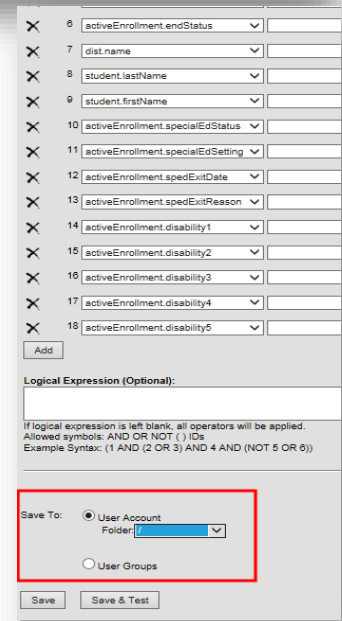 6 activeEnrollment.endStatus
7 dist.name
8 student.lastName
9 student.firstName
10 activeEnrollment.specialEdStatus
11 activeEnrollment.specialEdSetting
12 activeEnrollment.spedExitDate
13 activeEnrollment.spedExitReason
14 activeEnrollment.disability1
15 activeEnrollment.disability2
16 activeEnrollment.disability3
17 activeEnrollment.disability4
18 activeEnrollment.disability5
Add
Logical Expression (Optional):
If logical expression is left blank, all operators will be applied.
Allowed symbols: AND OR NOT ( ) IDs
Example Syntax: (1 AND (2 OR 3) AND 4 AND (NOT 5 OR 6))
Save To: User Account
Folder: /
User Groups
Save Save & Test